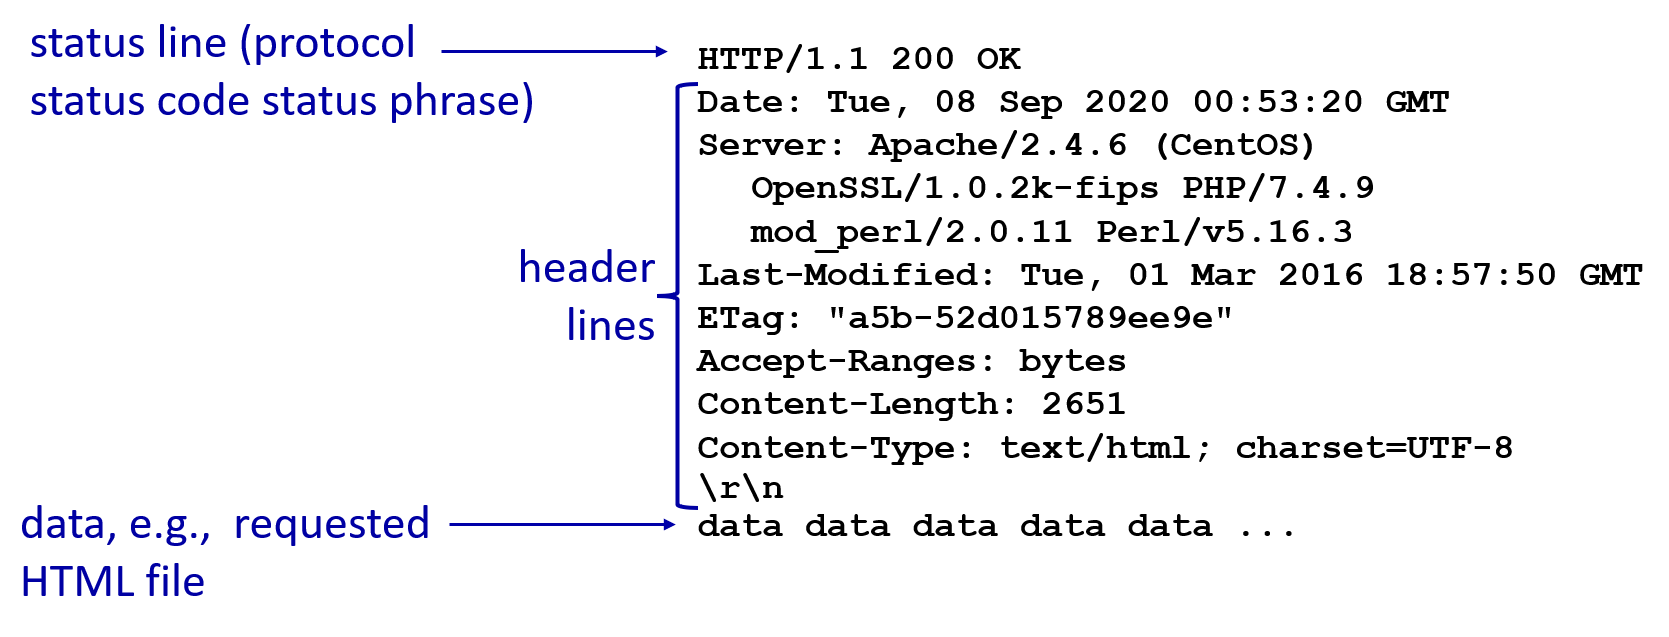 status line (protocol
status code status phrase)
HTTP/1.1 200 OK
Date: Tue, 08 Sep 2020 00:53:20 GMT
Server: Apache/2.4.6 (CentOS)
OpenSSL/1.0.2k-fips PHP/7.4.9
mod_perl/2.0.11 Perl/v5.16.3
header
lines
Last-Modified: Tue, 01 Mar 2016 18:57:50 GMT
ETag: "a5b-52d015789ee9e"
Accept-Ranges: bytes
Content-Length: 2651
Content-Type: text/html; charset=UTF-8
\r\n
data, e.g., requested
HTML file
data data data data data ...